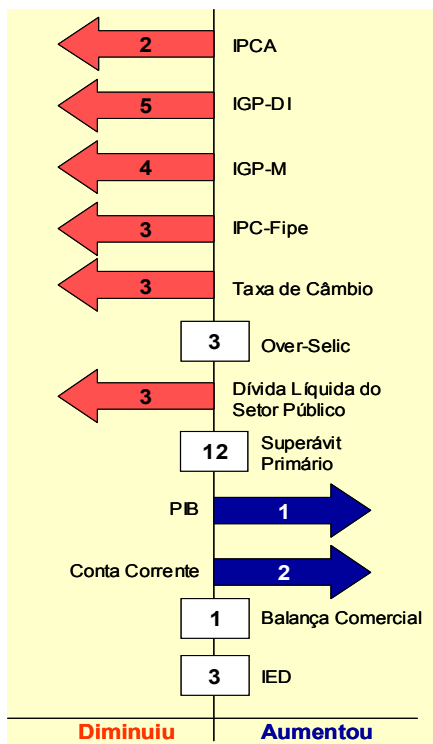 2 IPCA
5 IGP-DI
4 IGP-M
3 IPC-Fipe
3 Taxa de Câmbio
3 Over-Selic
3 Dívida Líquida do
Setor Público
12 Superávit
Primário
PIB 1
Conta Corrente 2
1 Balança Comercial
3 IED
Diminuiu Aumentou